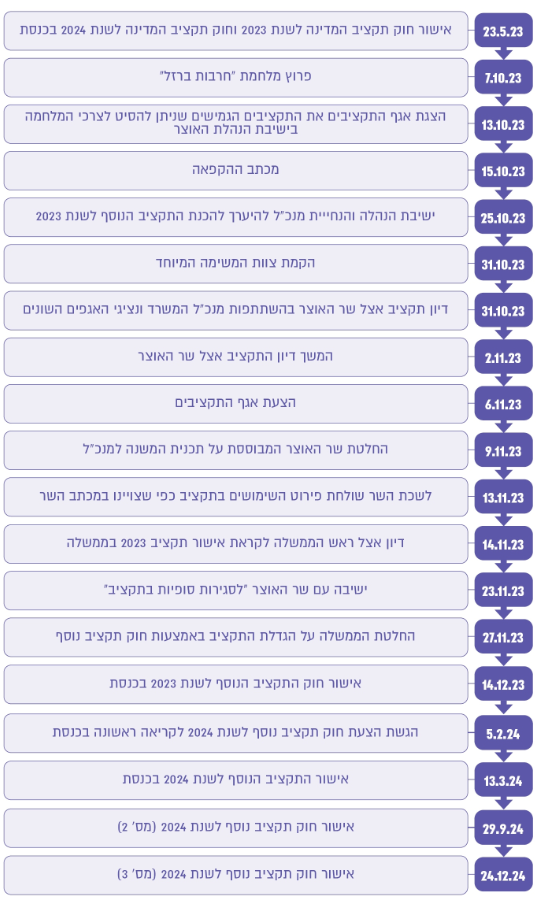 23.5.23
אישור חוק תקציב המדינה לשנת 2023 וחוק תקציב המדינה לשנת 2024 בכנסת
7.10.23
פרוץ מלחמת "חרבות ברזל"
13.10.23
הצגת אגף התקציבים את התקציבים הגמישים שניתן להסיט לצרכי המלחמה
בישיבת הנהלת האוצר
15.10.23
מכתב ההקפאה
25.10.23
ישיבת הנהלה והנחייית מנכ"ל להיערך להכנת התקציב הנוסף לשנת 2023
31.10.23
הקמת צוות המשימה המיוחד
31.10.23
דיון תקציב אצל שר האוצר בהשתתפות מנכ"ל המשרד ונציגי האגפים השונים
2.11.23
המשך דיון התקציב אצל שר האוצר
6.11.23
הצעת אגף התקציבים
9.11.23
החלטת שר האוצר המבוססת על תכנית המשנה למנכ"ל
13.11.23
לשכת השר שולחת פירוט השימושים בתקציב כפי שצויינו במכתב השר
14.11.23
דיון אצל ראש הממשלה לקראת אישור תקציב 2023 בממשלה
23.11.23
ישיבה עם שר האוצר "לסגירות סופיות בתקציב"
27.11.23
החלטת הממשלה על הגדלת התקציב באמצעות חוק תקציב נוסף
14.12.23
אישור חוק התקציב הנוסף לשנת 2023 בכנסת
5.2.24
הגשת הצעת חוק תקציב נוסף לשנת 2024 לקריאה ראשונה בכנסת
13.3.24
אישור התקציב הנוסף לשנת 2024 בכנסת
29.9.24
אישור חוק תקציב נוסף לשנת 2024 (מס' 2)
24.12.24
אישור חוק תקציב נוסף לשנת 2024 (מס' 3)